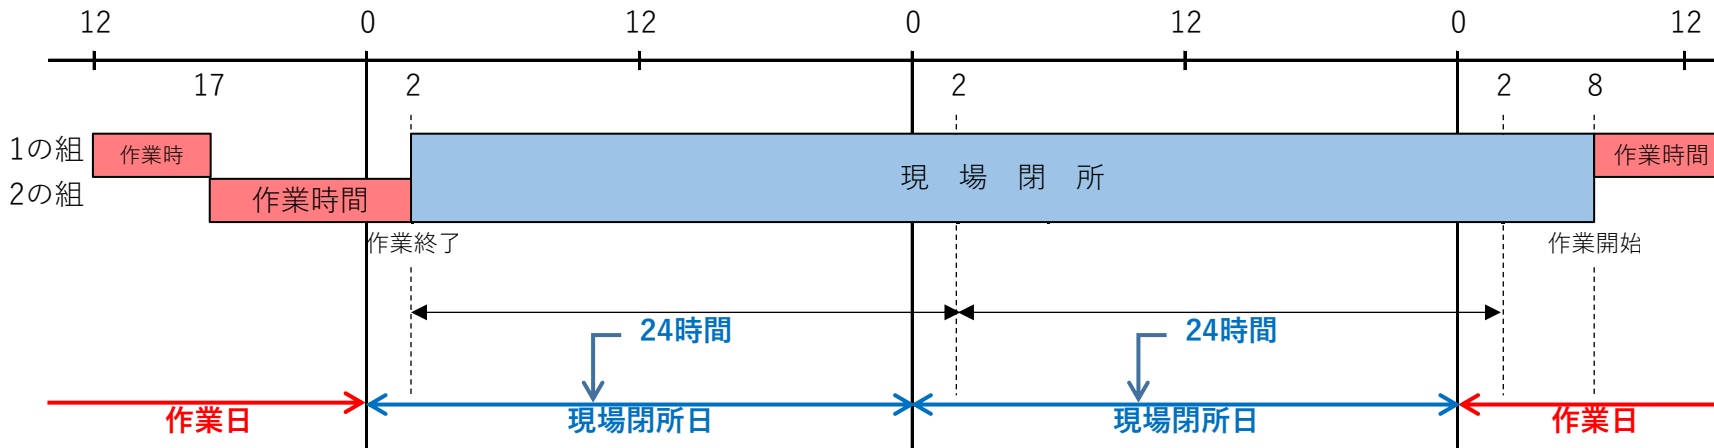 12 0 12 0 12 0 12
17 2 2 2 8
1の組 作業時 作業時間
現 場 閉 所
2の組 作業時間
作業終了 作業開始
24時間 24時間
作業日 現場閉所日 現場閉所日 作業日